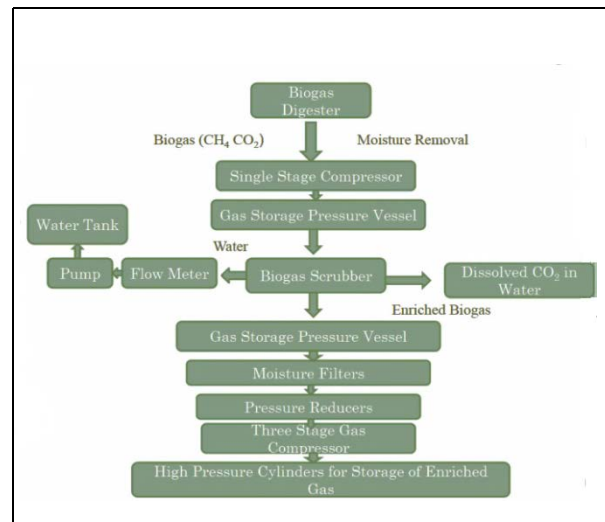 Biogas
Digester
Biogas (CH₄ CO₂)
Moisture Removal
Single Stage Compressor
Gas Storage Pressure Vessel
Water Tank
Water
Pump
Flow Meter
Biogas Scrubber
Dissolved CO₂ in
Water
Enriched Biogas
Gas Storage Pressure Vessel
Moisture Filters
Pressure Reducers
Three Stage Gas
Compressor
High Pressure Cylinders for Storage of Enriched
Gas